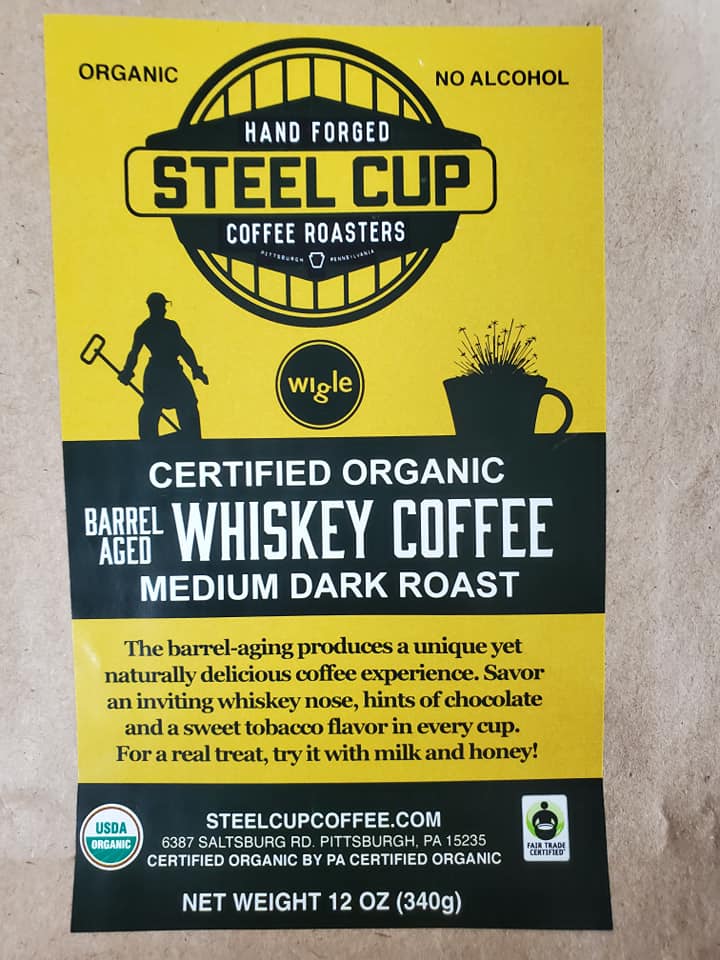 ORGANIC
NO ALCOHOL
HAND FORGED
STEEL CUP
COFFEE ROASTERS
PITTSBURGH PENNSYLVANIA
wigle
CERTIFIED ORGANIC
BARREL AGED WHISKEY COFFEE
MEDIUM DARK ROAST
The barrel-aging produces a unique yet
naturally delicious coffee experience. Savor
an inviting whiskey nose, hints of chocolate
and a sweet tobacco flavor in every cup.
For a real treat, try it with milk and honey!
USDA
ORGANIC
STEELCUPCOFFEE.COM
6387 SALTSBURG RD. PITTSBURGH, PA 15235
CERTIFIED ORGANIC BY PA CERTIFIED ORGANIC
FAIR TRADE
CERTIFIED
NET WEIGHT 12 OZ (340g)